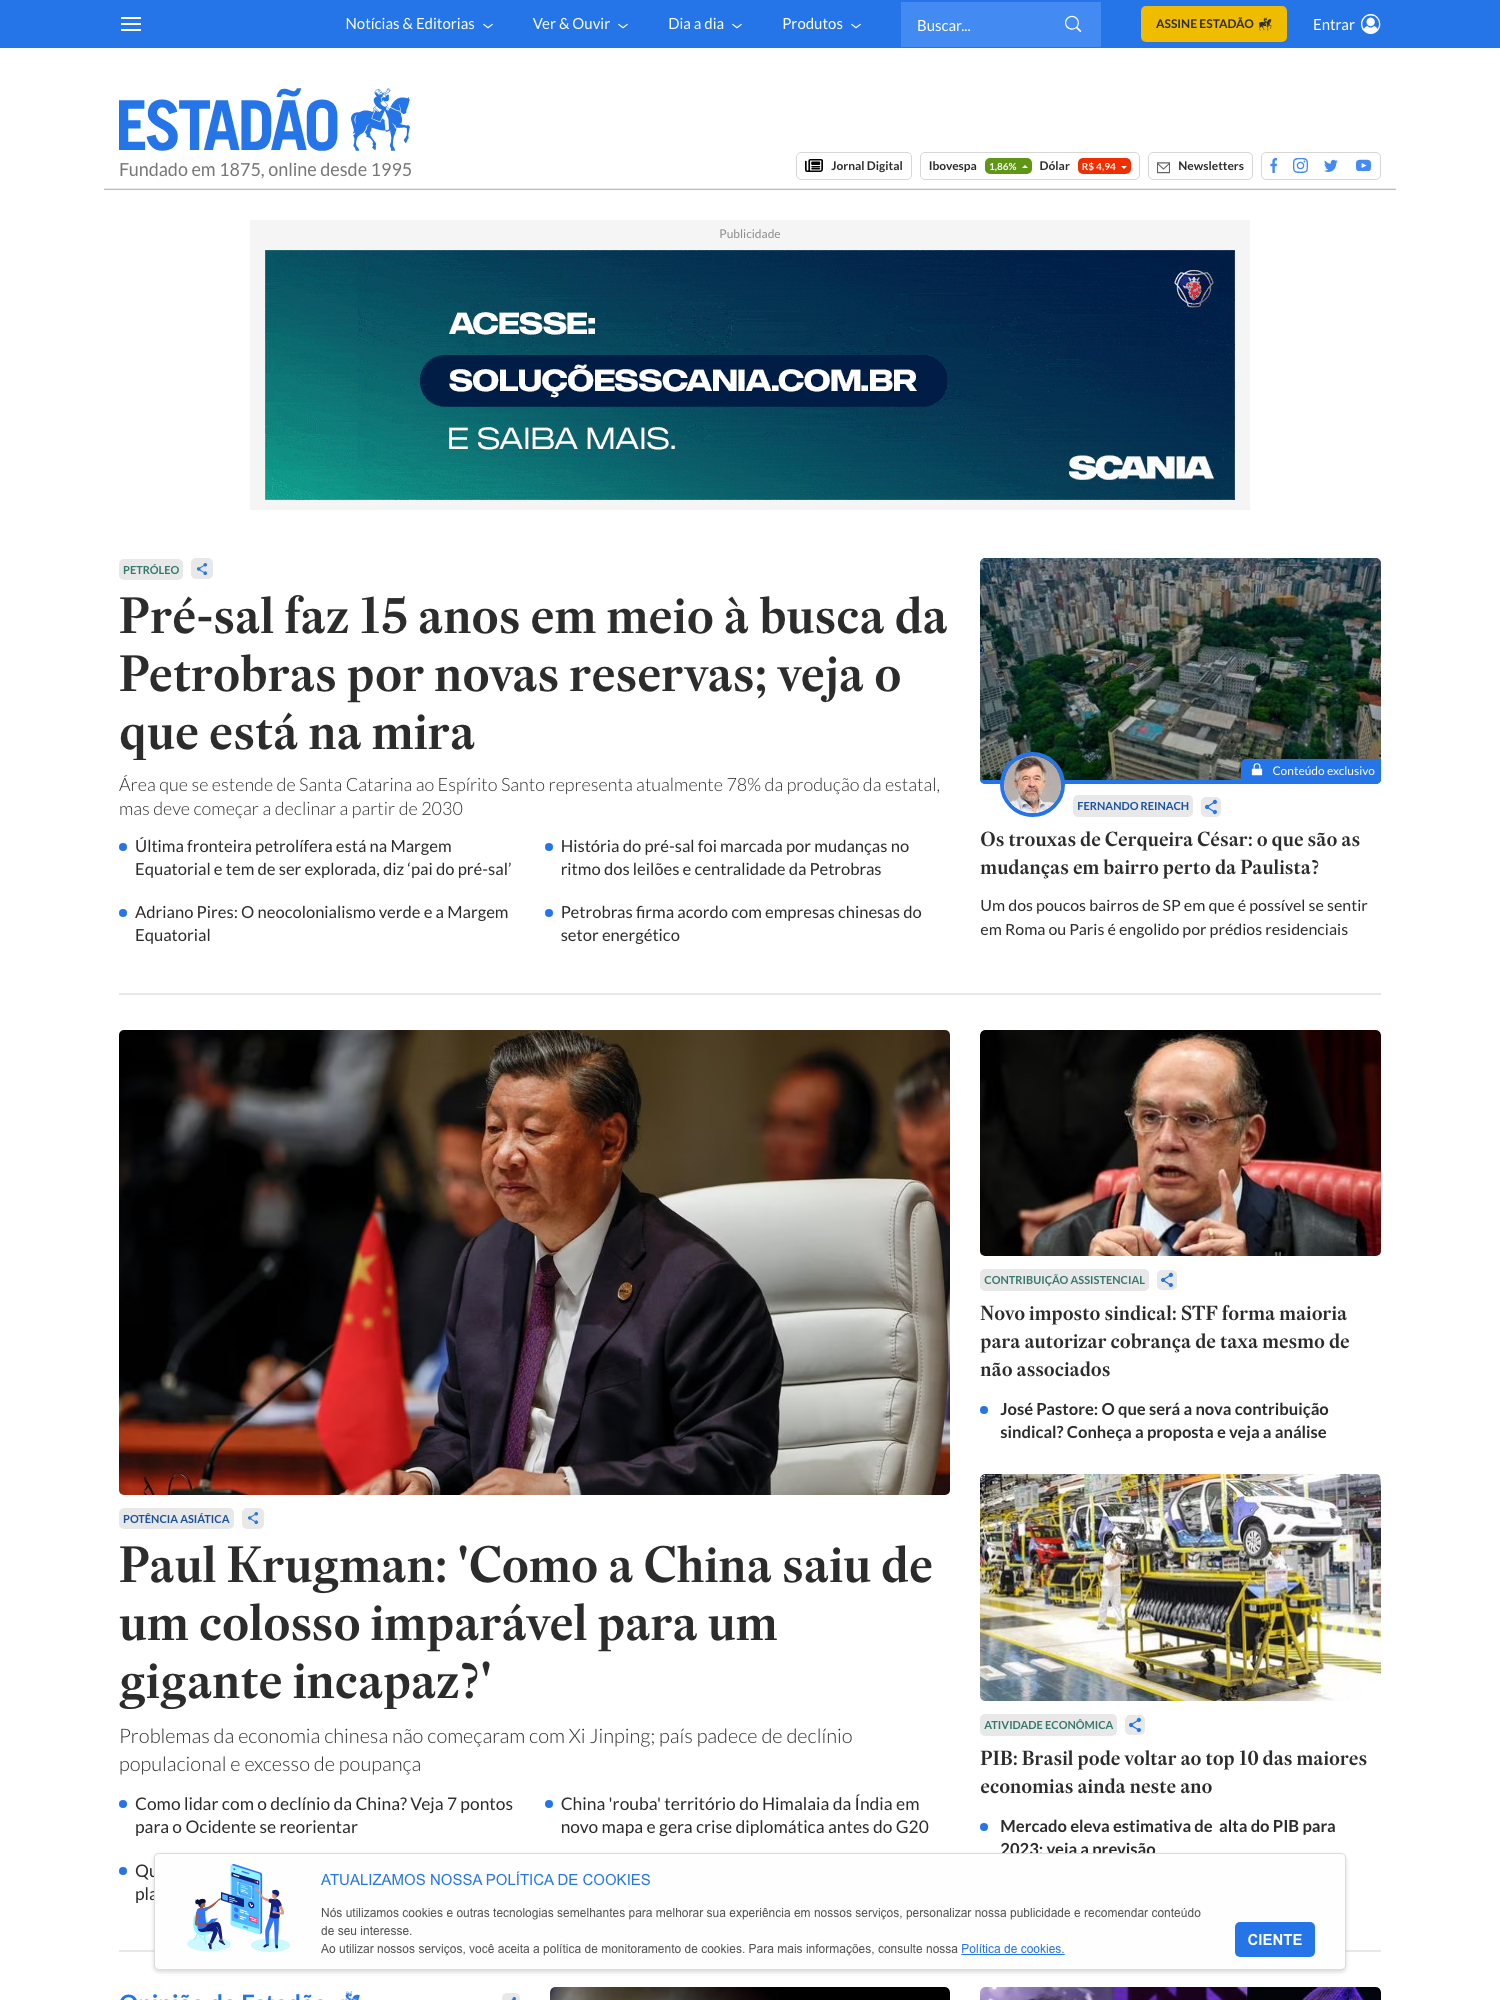 Notícias & Editorias
Ver & Ouvir
Dia a dia
Produtos
Buscar...
ASSINE ESTADÃO
Entrar
ESTADÃO
Fundado em 1875, online desde 1995
Jornal Digital
Ibovespa 1,86% Dólar R$ 4,94
Newsletters
Publicidade
ACESSE:
SOLUÇÕESSCANIA.COM.BR
E SAIBA MAIS.
SCANIA
PETRÓLEO
Pré-sal faz 15 anos em meio à busca da
Petrobras por novas reservas; veja o
que está na mira
Área que se estende de Santa Catarina ao Espírito Santo representa atualmente 78% da produção da estatal,
mas deve começar a declinar a partir de 2030
Última fronteira petrolífera está na Margem
Equatorial e tem de ser explorada, diz ‘pai do pré-sal’
História do pré-sal foi marcada por mudanças no
ritmo dos leilões e centralidade da Petrobras
Adriano Pires: O neocolonialismo verde e a Margem
Equatorial
Petrobras firma acordo com empresas chinesas do
setor energético
Conteúdo exclusivo
FERNANDO REINACH
Os trouxas de Cerqueira César: o que são as
mudanças em bairro perto da Paulista?
Um dos poucos bairros de SP em que é possível se sentir
em Roma ou Paris é engolido por prédios residenciais
POTÊNCIA ASIÁTICA
Paul Krugman: 'Como a China saiu de
um colosso imparável para um
gigante incapaz?'
Problemas da economia chinesa não começaram com Xi Jinping; país padece de declínio
populacional e excesso de poupança
Como lidar com o declínio da China? Veja 7 pontos
para o Ocidente se reorientar
China 'rouba' território do Himalaia da Índia em
novo mapa e gera crise diplomática antes do G20
CONTRIBUIÇÃO ASSISTENCIAL
Novo imposto sindical: STF forma maioria
para autorizar cobrança de taxa mesmo de
não associados
José Pastore: O que será a nova contribuição
sindical? Conheça a proposta e veja a análise
ATIVIDADE ECONÔMICA
PIB: Brasil pode voltar ao top 10 das maiores
economias ainda neste ano
Mercado eleva estimativa de alta do PIB para
2023; veja a previsão
ATUALIZAMOS NOSSA POLÍTICA DE COOKIES
Nós utilizamos cookies e outras tecnologias semelhantes para melhorar sua experiência em nossos serviços, personalizar nossa publicidade e recomendar conteúdo
de seu interesse.
Ao utilizar nossos serviços, você aceita a política de monitoramento de cookies. Para mais informações, consulte nossa Política de cookies.
CIENTE
Opinião do Estadão